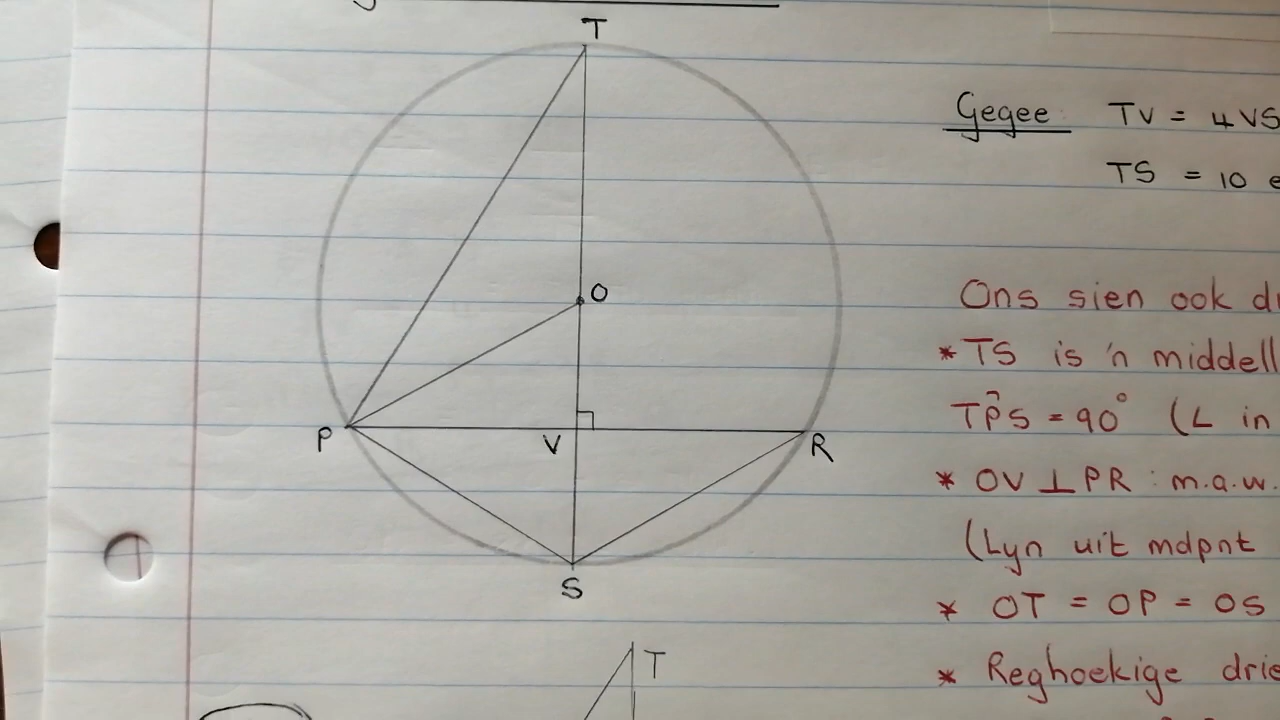 T
Gegee: TV = 4VS
TS = 10 e
O
Ons sien ook
* TS is 'n middell
P
V
R
TP̂S = 90° (L in
* OV ⊥ PR : m.a.w.
(Lyn uit mdpnt
S
* OT = OP = OS
T
* Reghoekige drie